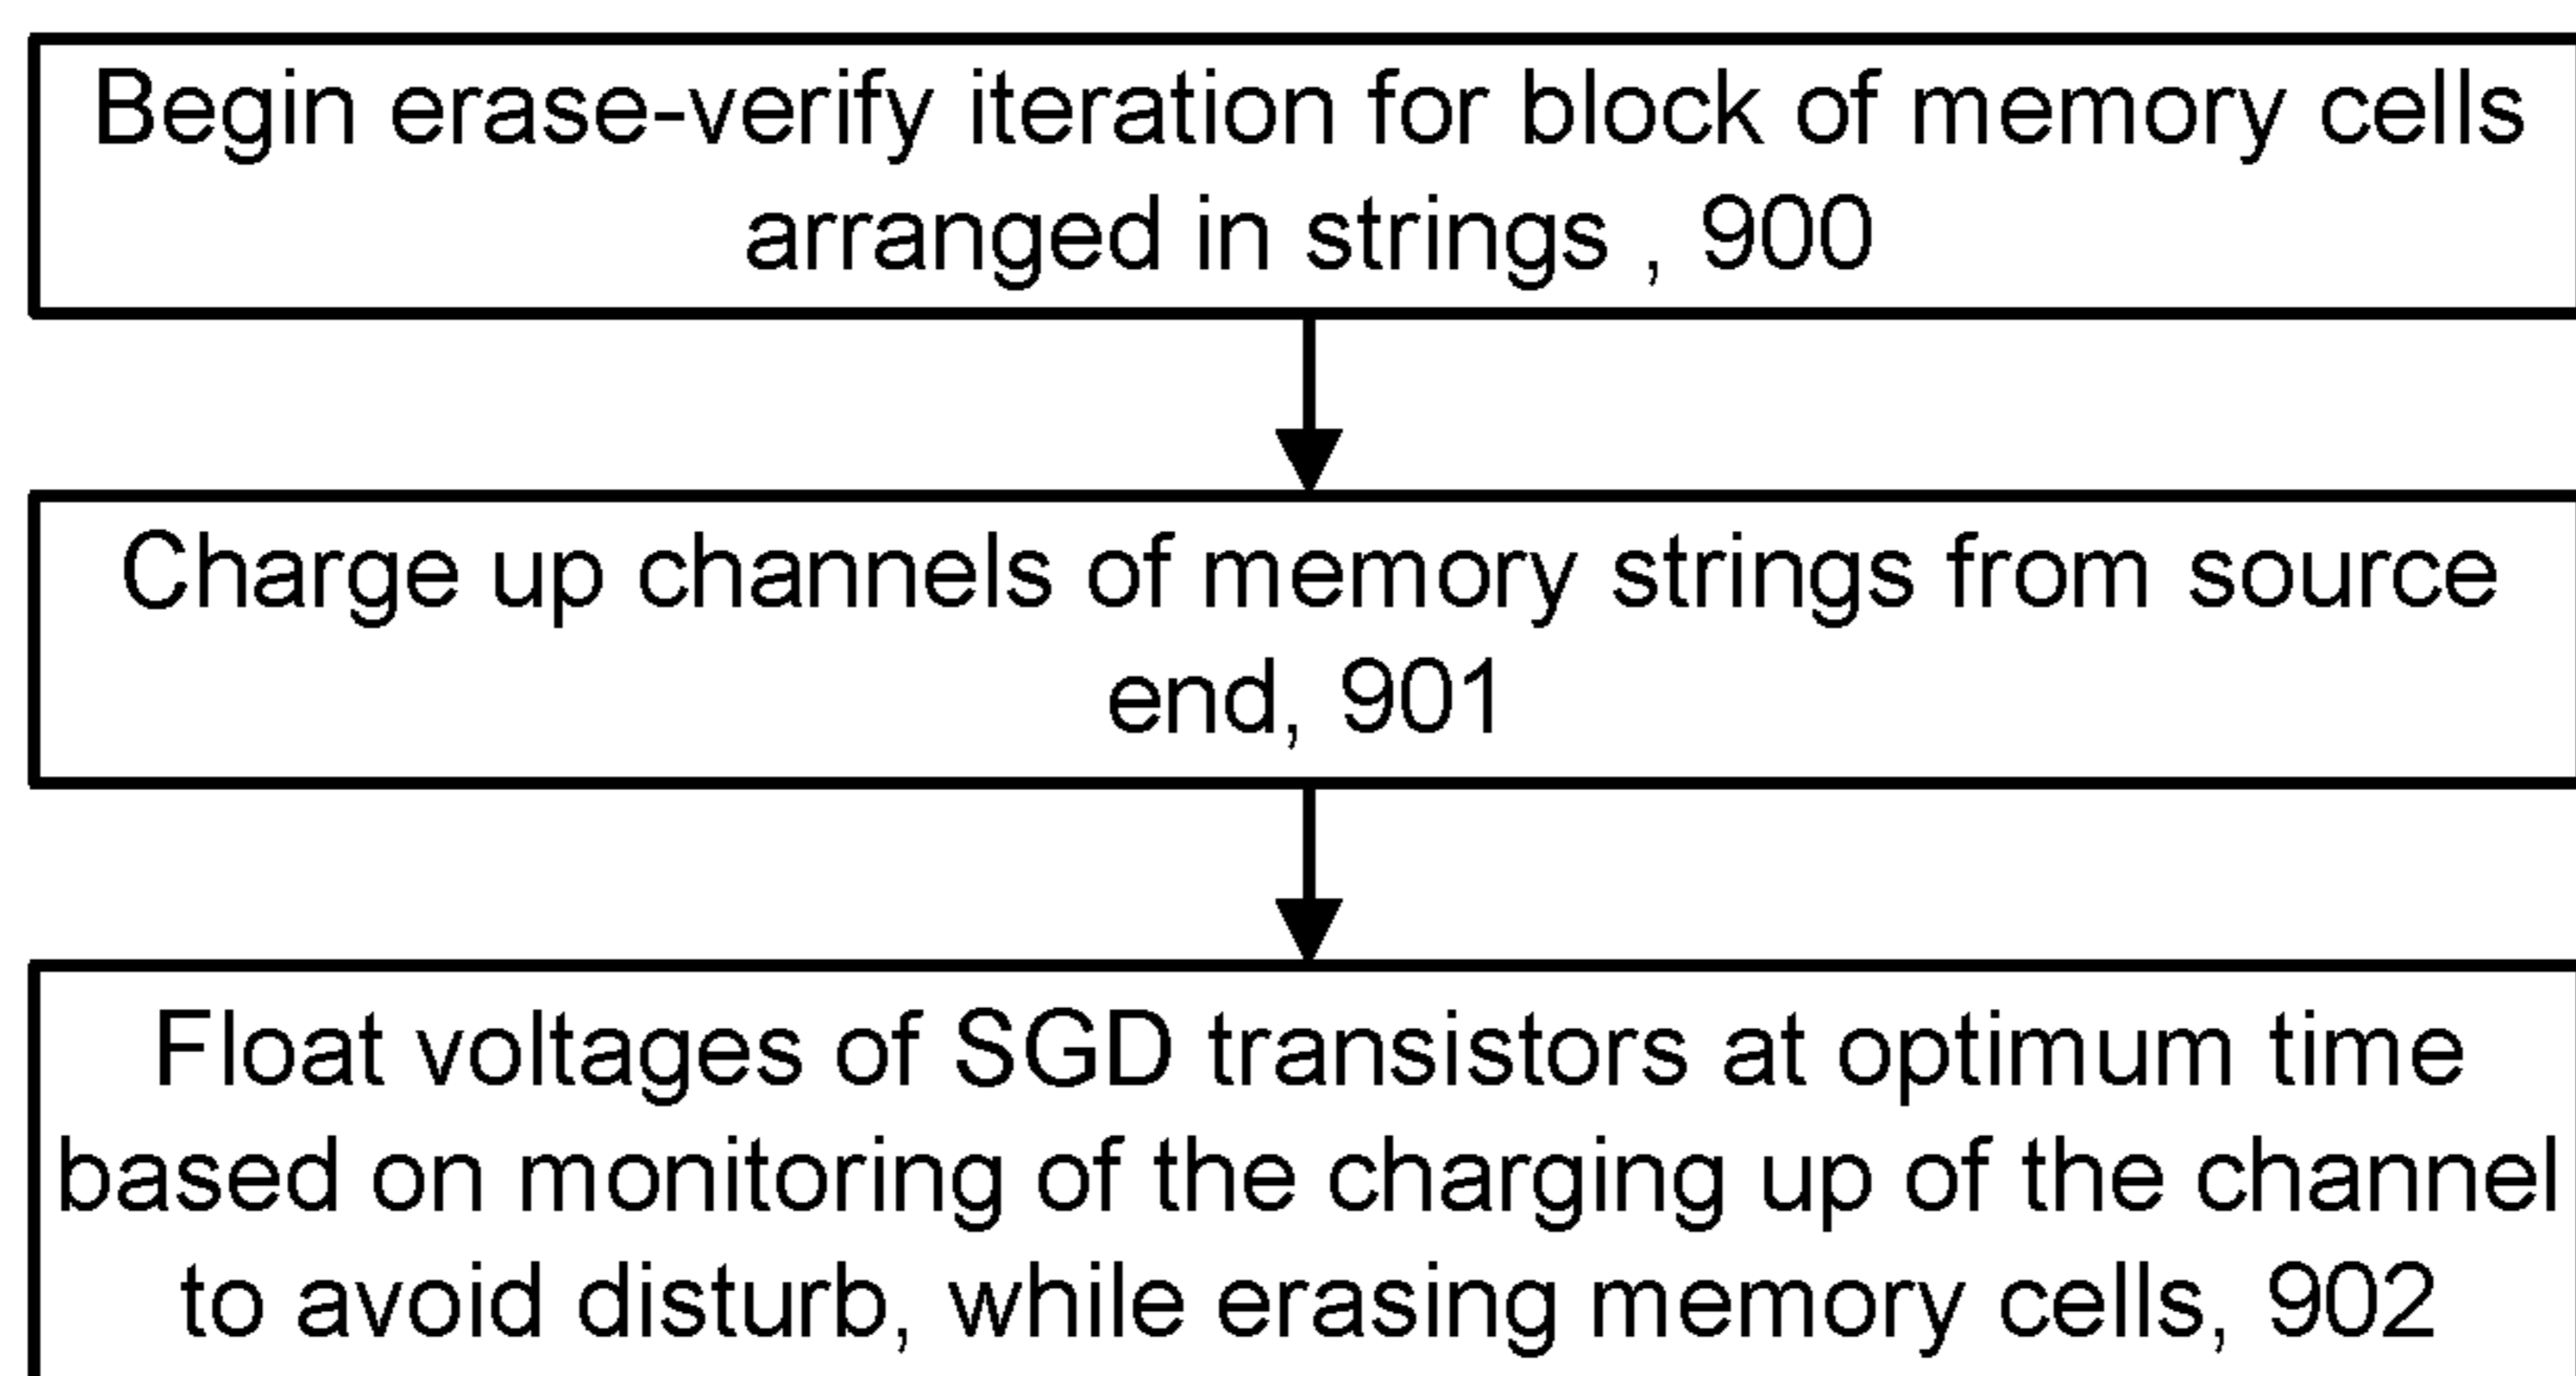 Begin erase-verify iteration for block of memory cells
arranged in strings , 900
Charge up channels of memory strings from source
end, 901
Float voltages of SGD transistors at optimum time
based on monitoring of the charging up of the channel
to avoid disturb, while erasing memory cells, 902